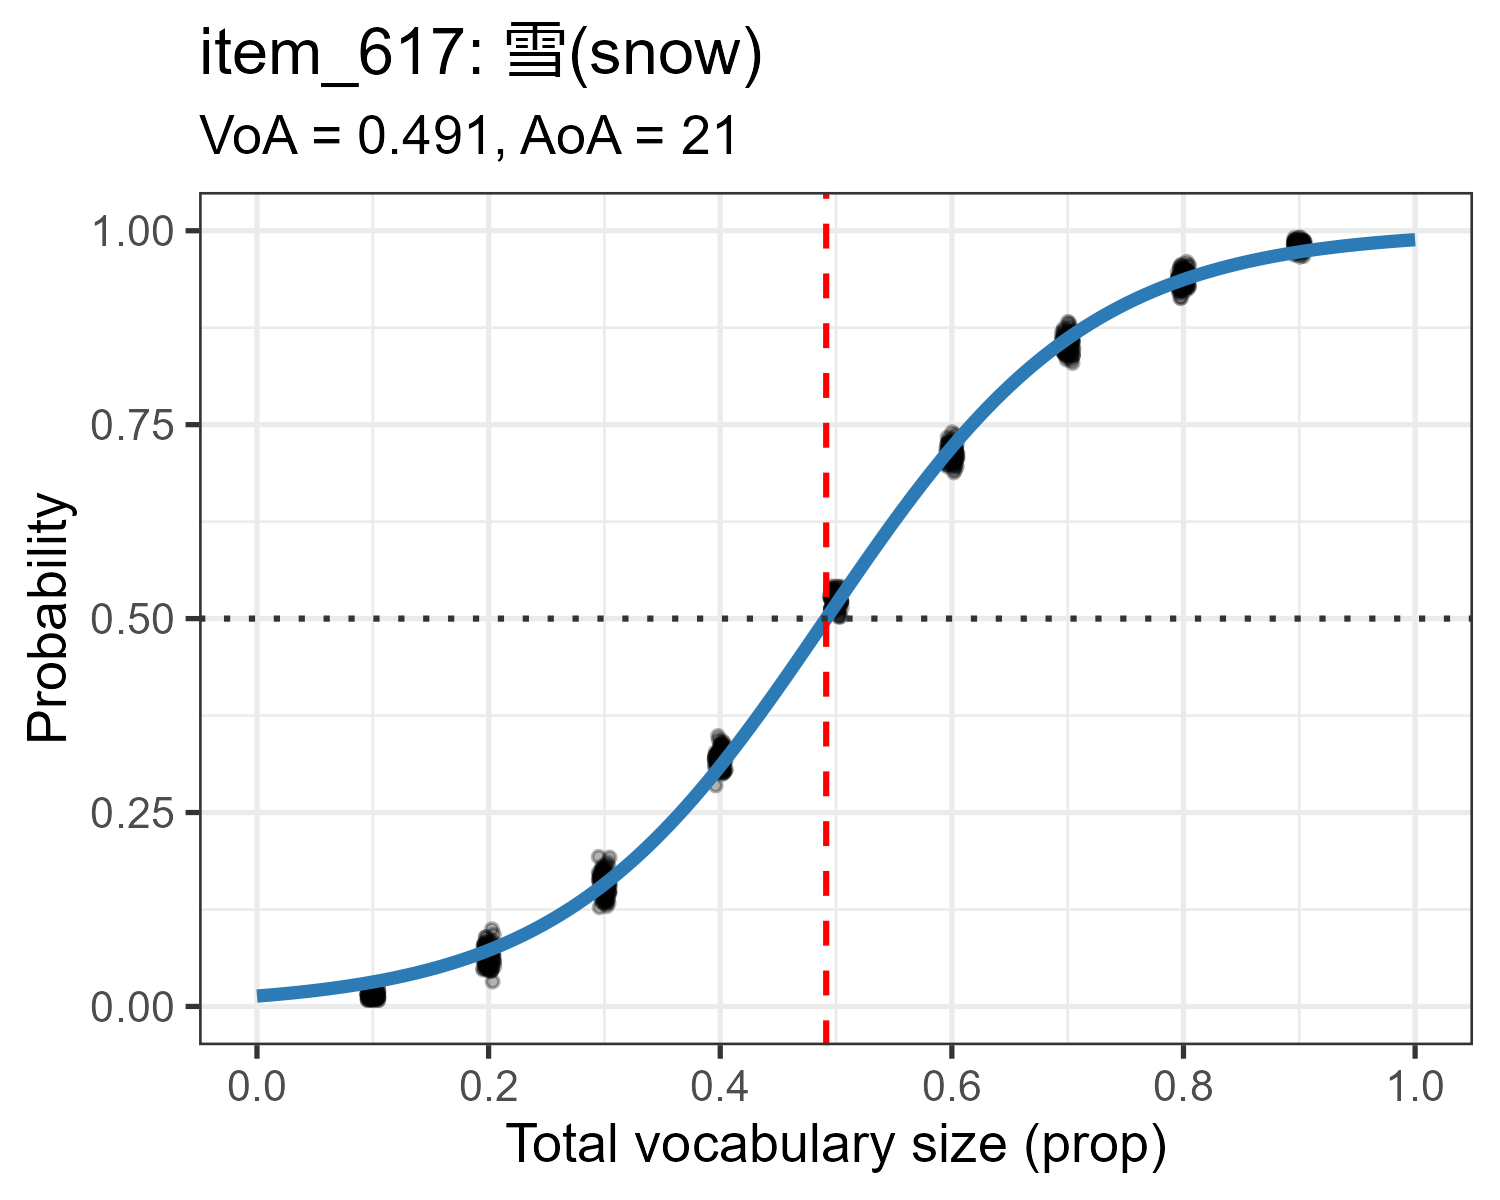 item_617: 雪(snow)
VoA = 0.491, AoA = 21
Probability
1.00
0.75
0.50
0.25
0.00
0.0 0.2 0.4 0.6 0.8 1.0
Total vocabulary size (prop)